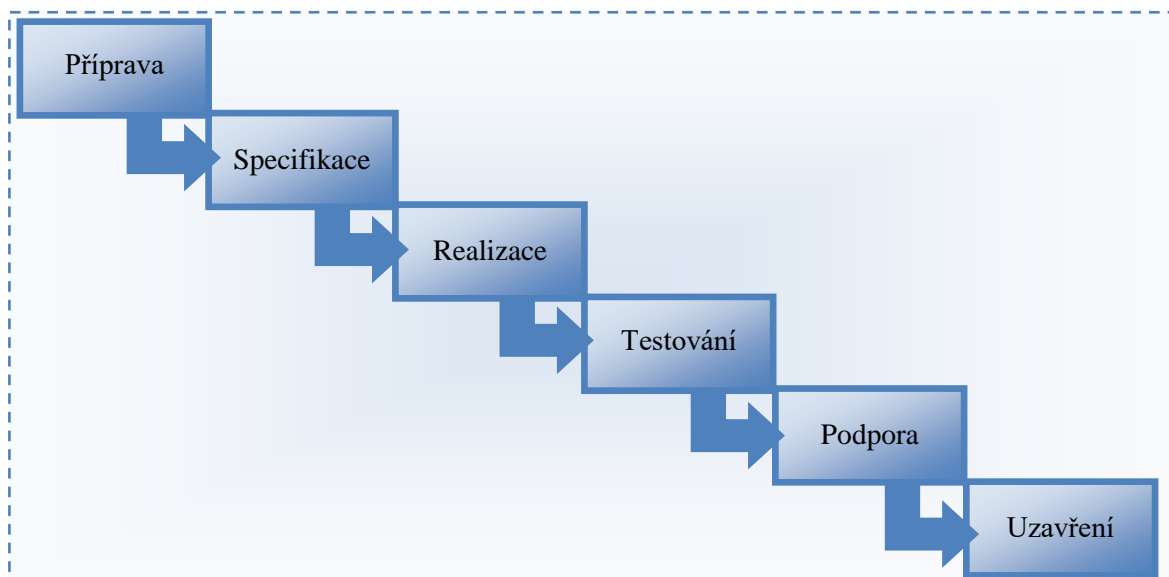 Příprava
Specifikace
Realizace
Testování
Podpora
Uzavření